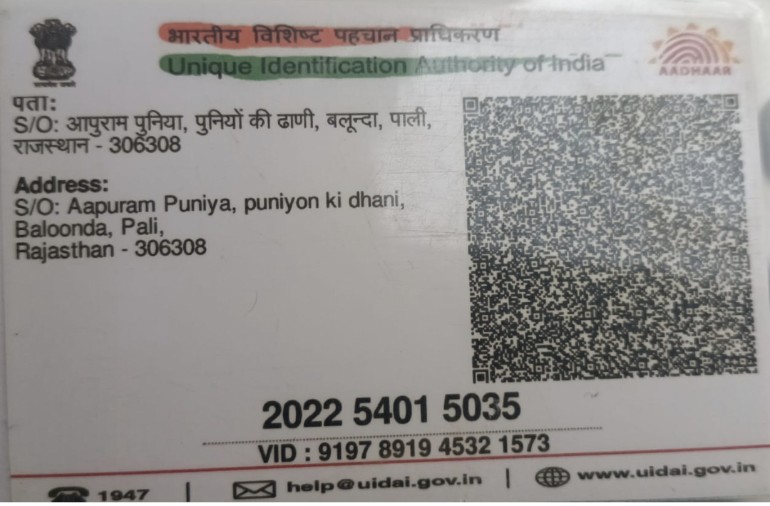 भारतीय विशिष्ट पहचान प्राधिकरण
Unique Identification Authority of India
AADHAAR
पता:
S/O: आपुराम पुनिया, पुनियों की ढाणी, बलून्दा, पाली,
राजस्थान - 306308
Address:
S/O: Aapuram Puniya, puniyon ki dhani,
Baloonda, Pali,
Rajasthan - 306308
2022 5401 5035
VID : 9197 8919 4532 1573
1947 | help@uidai.gov.in | www.uidai.gov.in